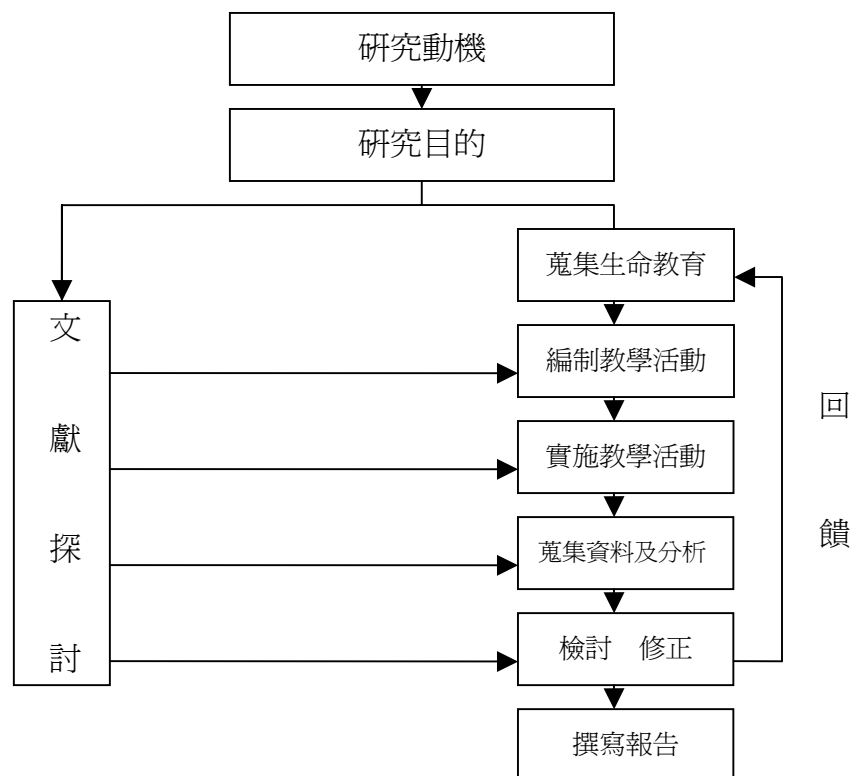 研究動機
研究目的
蒐集生命教育
文獻探討
編制教學活動
實施教學活動
蒐集資料及分析
檢討　修正
回饋
撰寫報告